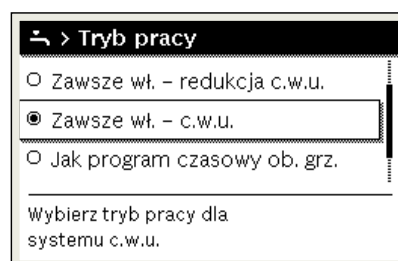 > Tryb pracy
Zawsze wł. – redukcja c.w.u.
Zawsze wł. – c.w.u.
Jak program czasowy ob. grz.
Wybierz tryb pracy dla
systemu c.w.u.